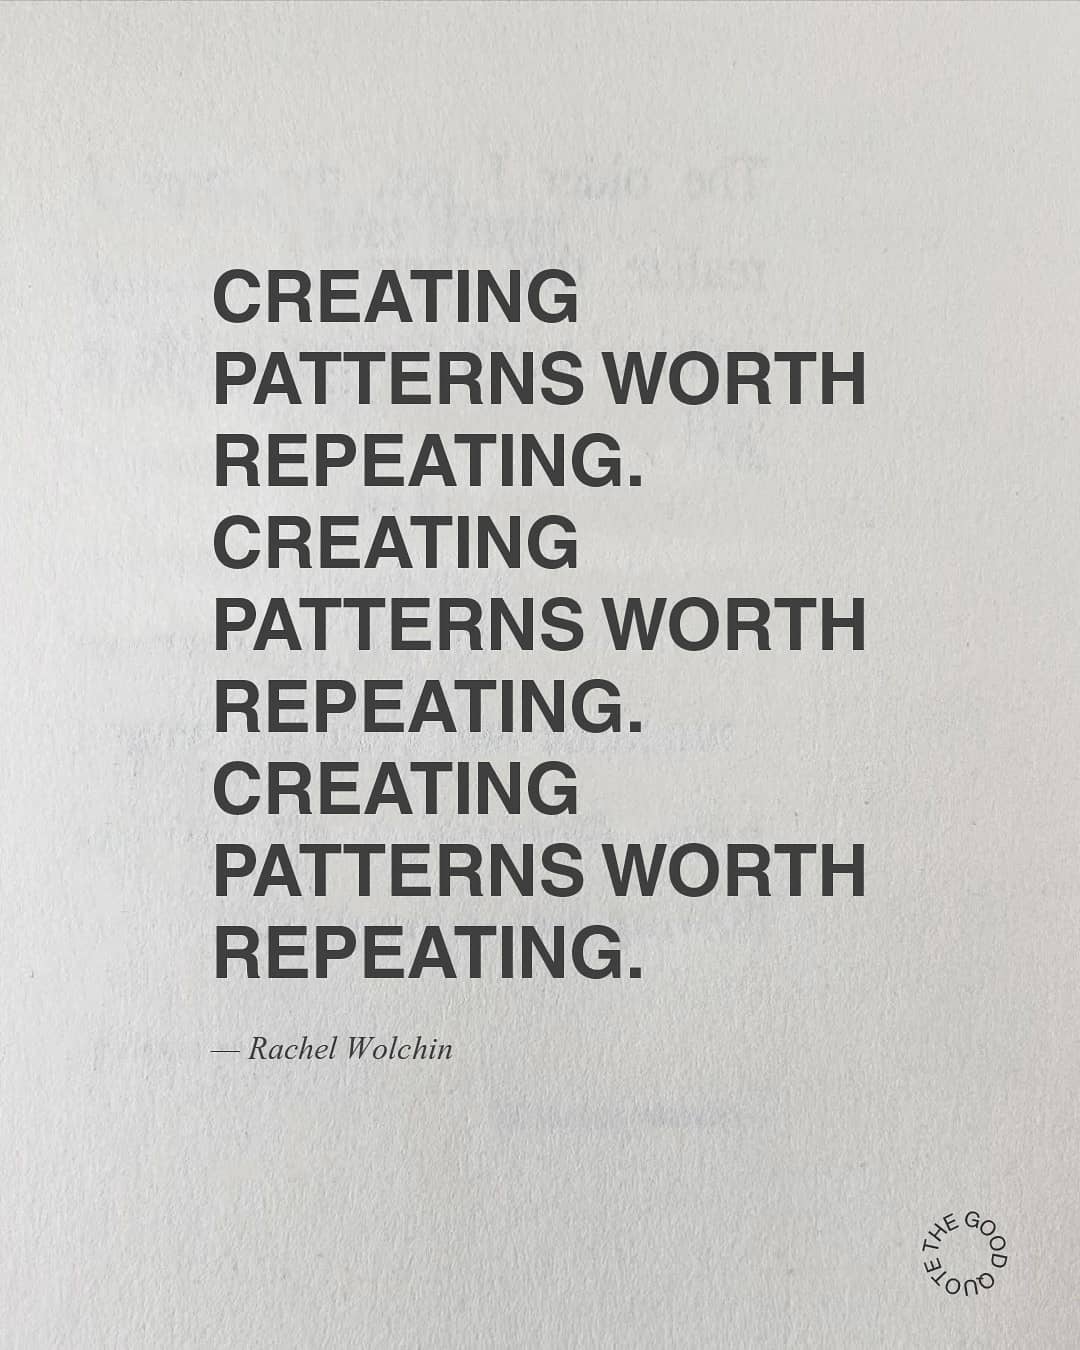 CREATING
PATTERNS WORTH
REPEATING.
CREATING
PATTERNS WORTH
REPEATING.
CREATING
PATTERNS WORTH
REPEATING.
— Rachel Wolchin
THE GOOD QUOTE